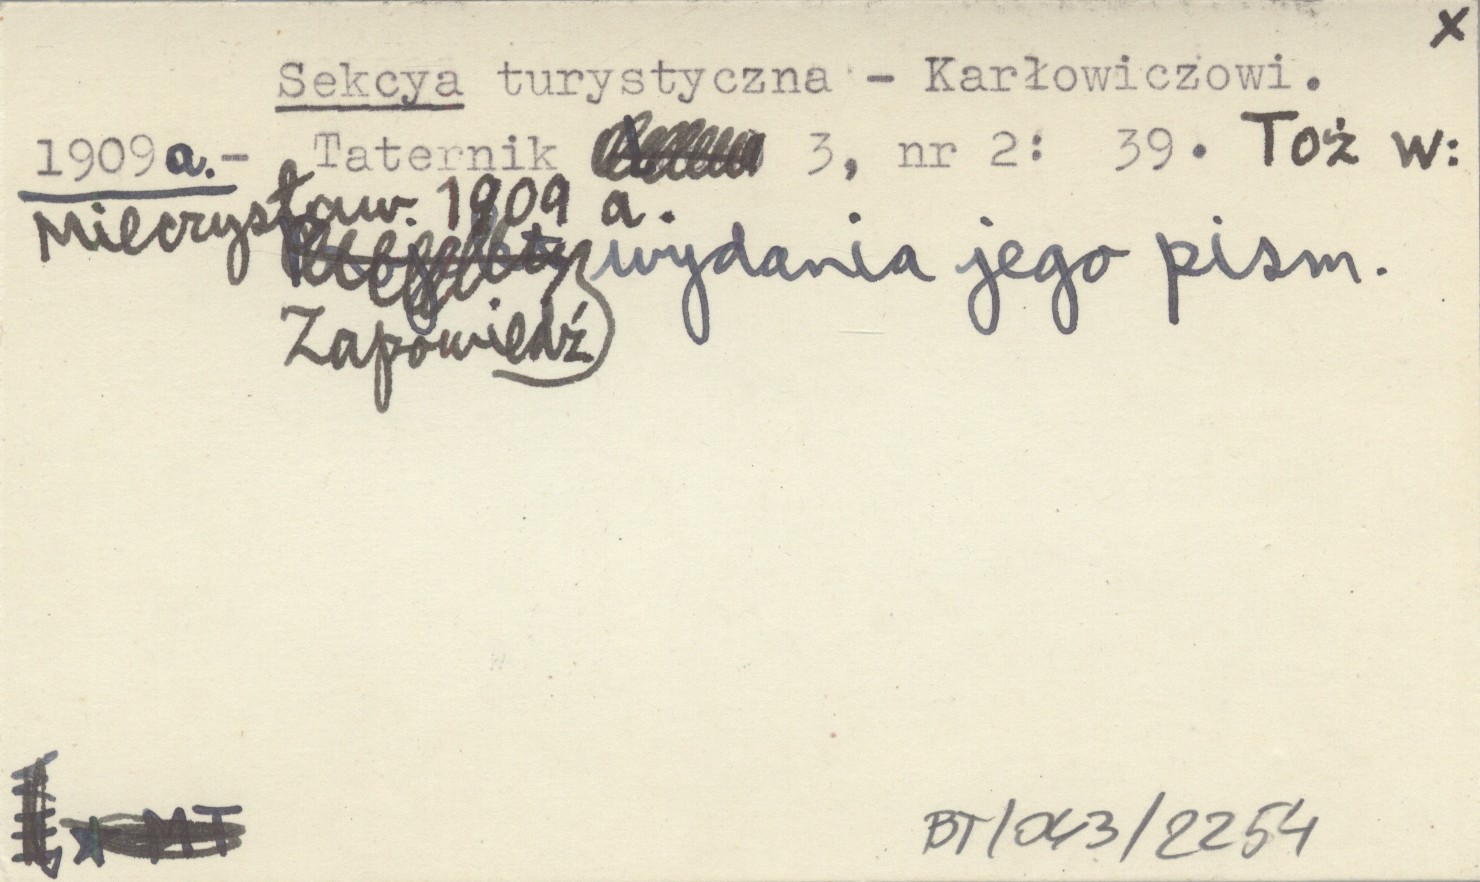 x
Sekcya turystyczna - Karłowiczowi.
1909a.- Taternik 3, nr 2: 39. Toż w:
Mieczysław. 1909 a.
wydania jego pism.
Zapowiedź
MT
BT/043/2254